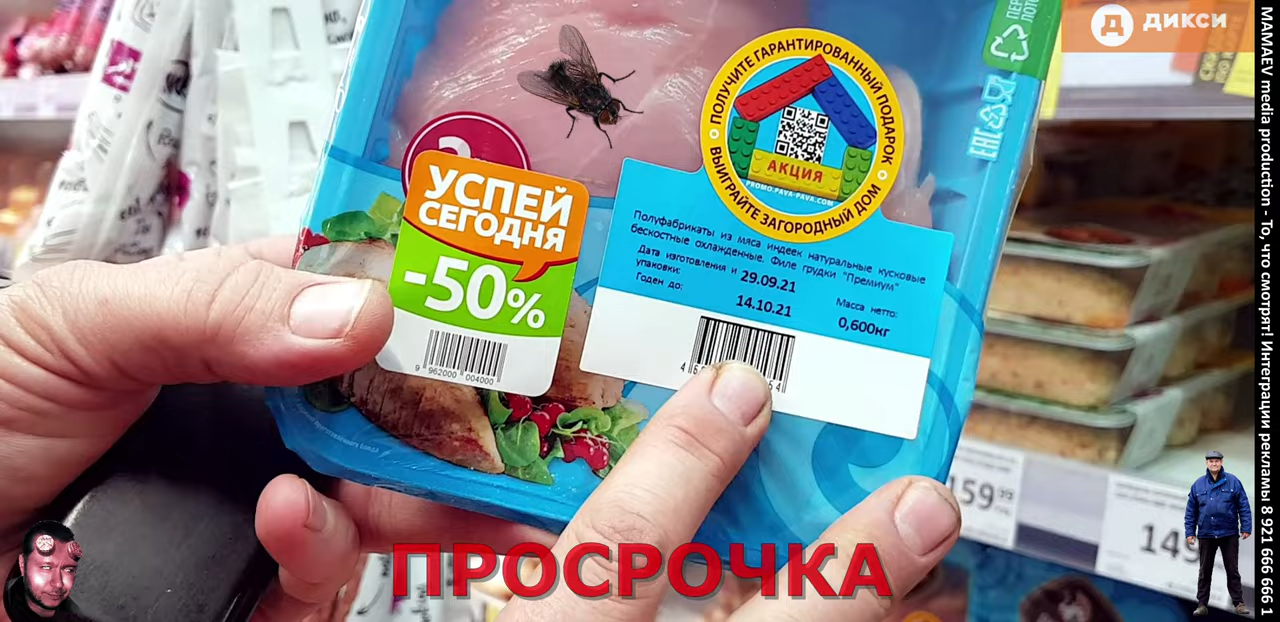 ДИКСИ
ПОЛУЧИТЕ ГАРАНТИРОВАННЫЙ ПОДАРОК
АКЦИЯ
PROMO.PAVA-PAVA.COM
ВЫИГРАЙТЕ ЗАГОРОДНЫЙ ДОМ
EAC
УСПЕЙ
СЕГОДНЯ
-50%
9 962000 004000
Полуфабрикаты из мяса индеек натуральные кусковые
бескостные охлажденные. Филе грудки "Премиум"
Дата изготовления и упаковки: 29.09.21
Годен до: 14.10.21
Масса нетто:
0,600кг
159 99
149
ПРОСРОЧКА
MAMAEV media production - То, что смотрят! Интеграции рекламы 8 921 666 666 1